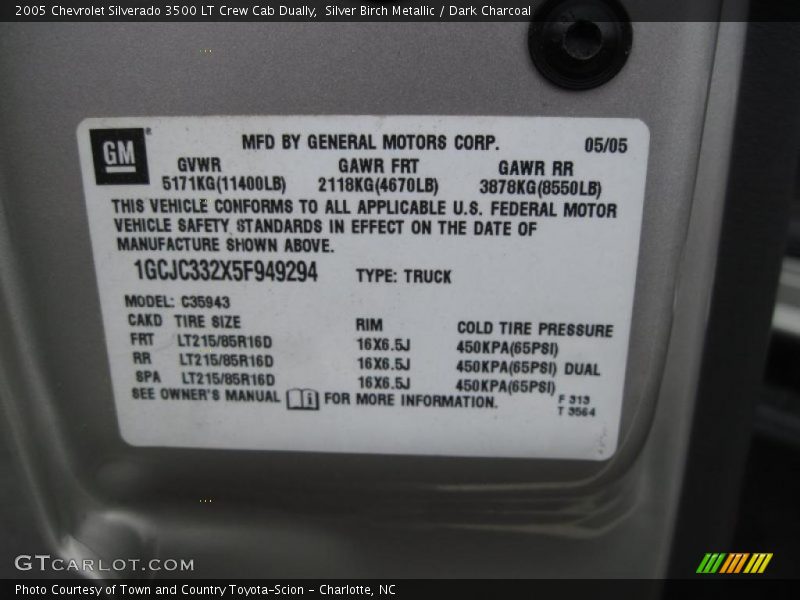 2005 Chevrolet Silverado 3500 LT Crew Cab Dually, Silver Birch Metallic / Dark Charcoal
GM
MFD BY GENERAL MOTORS CORP. 05/05
GVWR GAWR FRT GAWR RR
5171KG(11400LB) 2118KG(4670LB) 3878KG(8550LB)
THIS VEHICLE CONFORMS TO ALL APPLICABLE U.S. FEDERAL MOTOR
VEHICLE SAFETY STANDARDS IN EFFECT ON THE DATE OF
MANUFACTURE SHOWN ABOVE.
1GCJC332X5F949294 TYPE: TRUCK
MODEL: C35943
CAKD TIRE SIZE RIM COLD TIRE PRESSURE
FRT LT215/85R16D 16X6.5J 450KPA(65PSI)
RR LT215/85R16D 16X6.5J 450KPA(65PSI) DUAL
SPA LT215/85R16D 16X6.5J 450KPA(65PSI)
SEE OWNER'S MANUAL i FOR MORE INFORMATION.
F 313
T 3564
GTCARLOT.COM
Photo Courtesy of Town and Country Toyota-Scion - Charlotte, NC